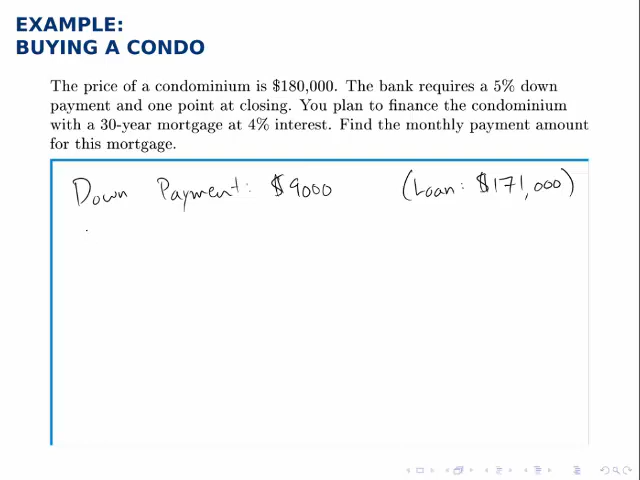 EXAMPLE:
BUYING A CONDO
The price of a condominium is $180,000. The bank requires a 5% down
payment and one point at closing. You plan to finance the condominium
with a 30-year mortgage at 4% interest. Find the monthly payment amount
for this mortgage.
Down Payment: $9000 (Loan: $171,000)